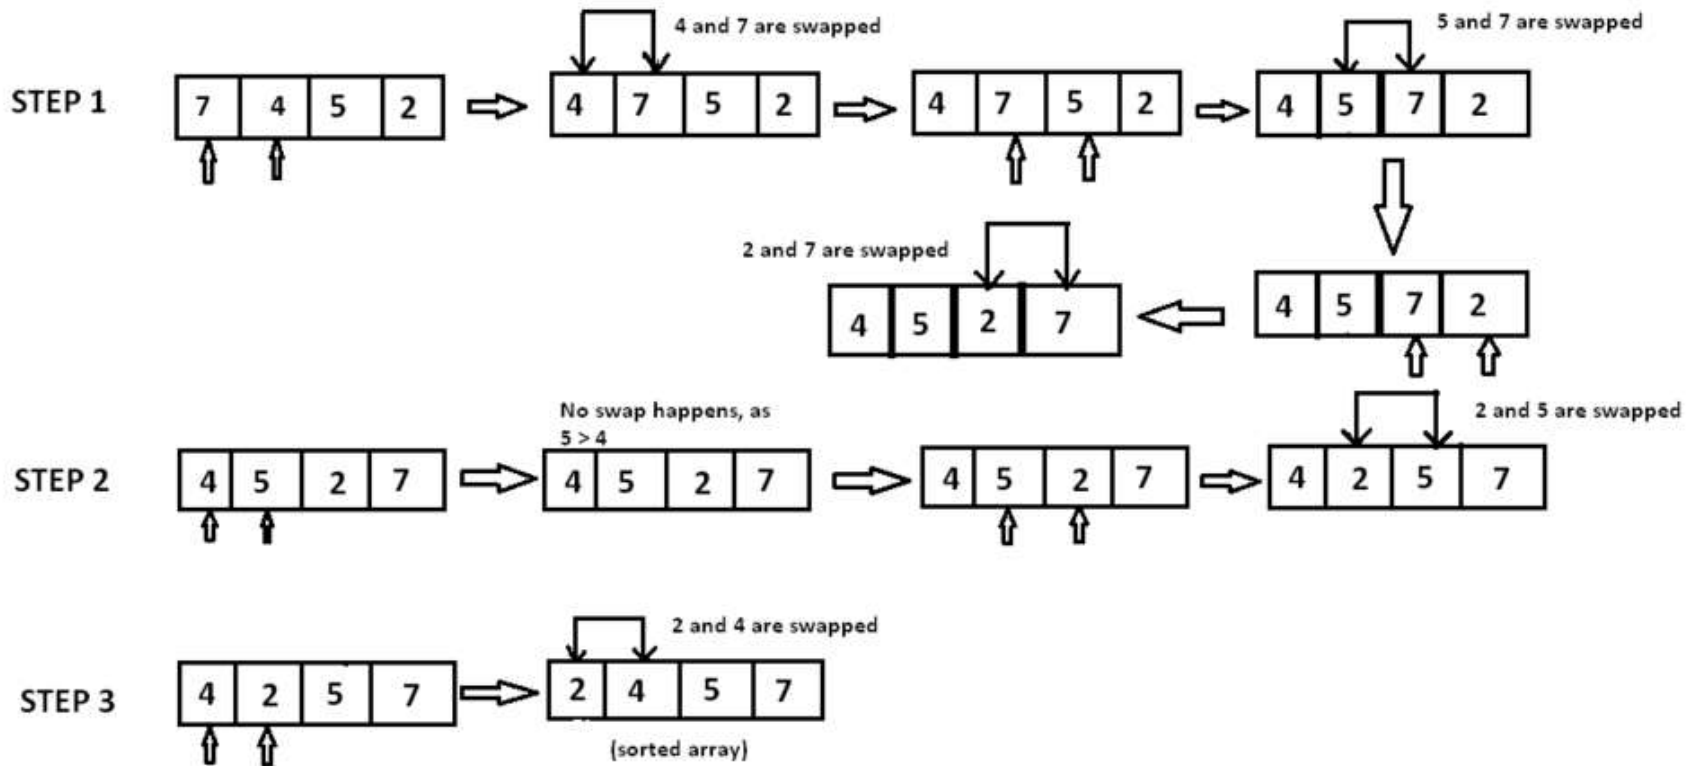 4 and 7 are swapped
5 and 7 are swapped
STEP 1
7 4 5 2
4 7 5 2
4 7 5 2
4 5 7 2
2 and 7 are swapped
4 5 2 7
4 5 7 2
No swap happens, as
5 > 4
2 and 5 are swapped
STEP 2
4 5 2 7
4 5 2 7
4 5 2 7
4 2 5 7
2 and 4 are swapped
STEP 3
4 2 5 7
2 4 5 7
(sorted array)